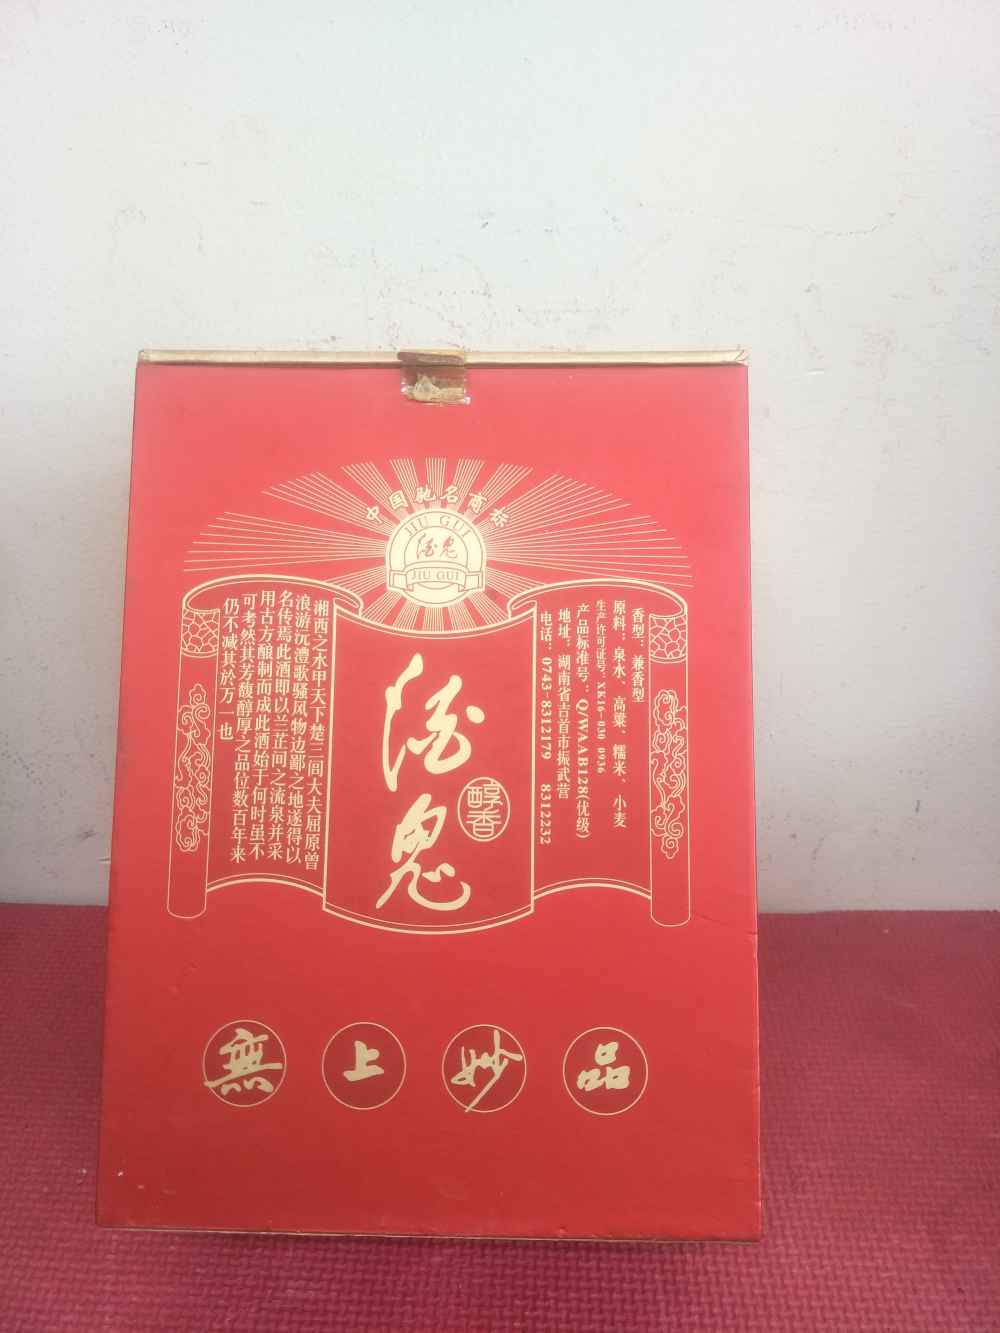 中国驰名商标
JIU GUI
酒鬼
JIU GUI
酒鬼
醇香
香型：兼香型
原料：泉水、高粱、糯米、小麦
生产许可证号：XK16-030 0936
产品标准号：Q/WAAB128(优级)
地址：湖南省吉首市振武营
电话：0743-8312179 8312232
湘西之水甲天下楚三闾大夫屈原曾
浪游沅澧歌骚风物边鄙之地遂得以
名传焉此酒即以兰芷间之流泉并采
用古方酿制而成此酒始于何时虽不
可考然其芳馥醇厚之品位数百年来
仍不减其於万一也
無上妙品